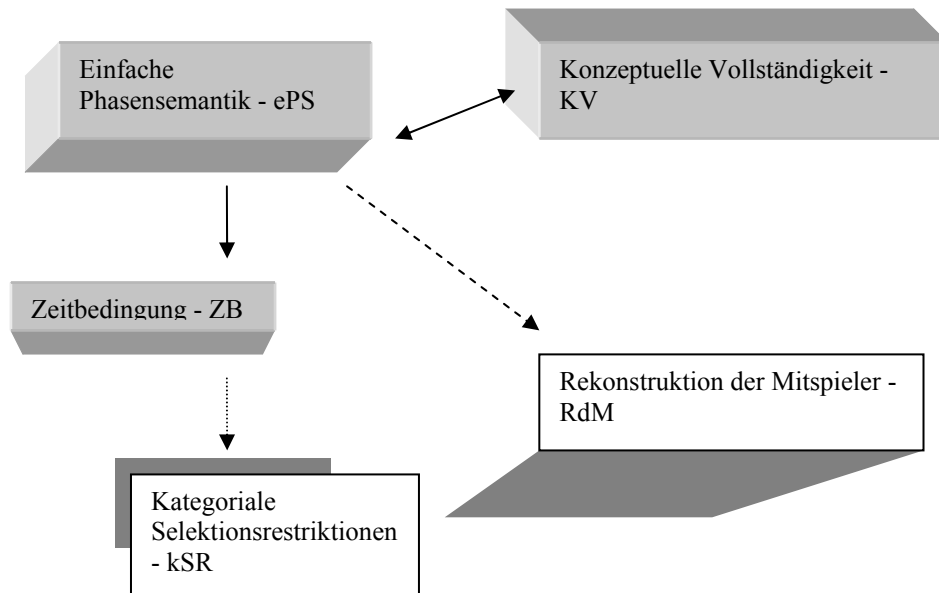 Einfache
Phasensemantik - ePS
Konzeptuelle Vollständigkeit -
KV
Zeitbedingung - ZB
Rekonstruktion der Mitspieler -
RdM
Kategoriale
Selektionsrestriktionen
- kSR